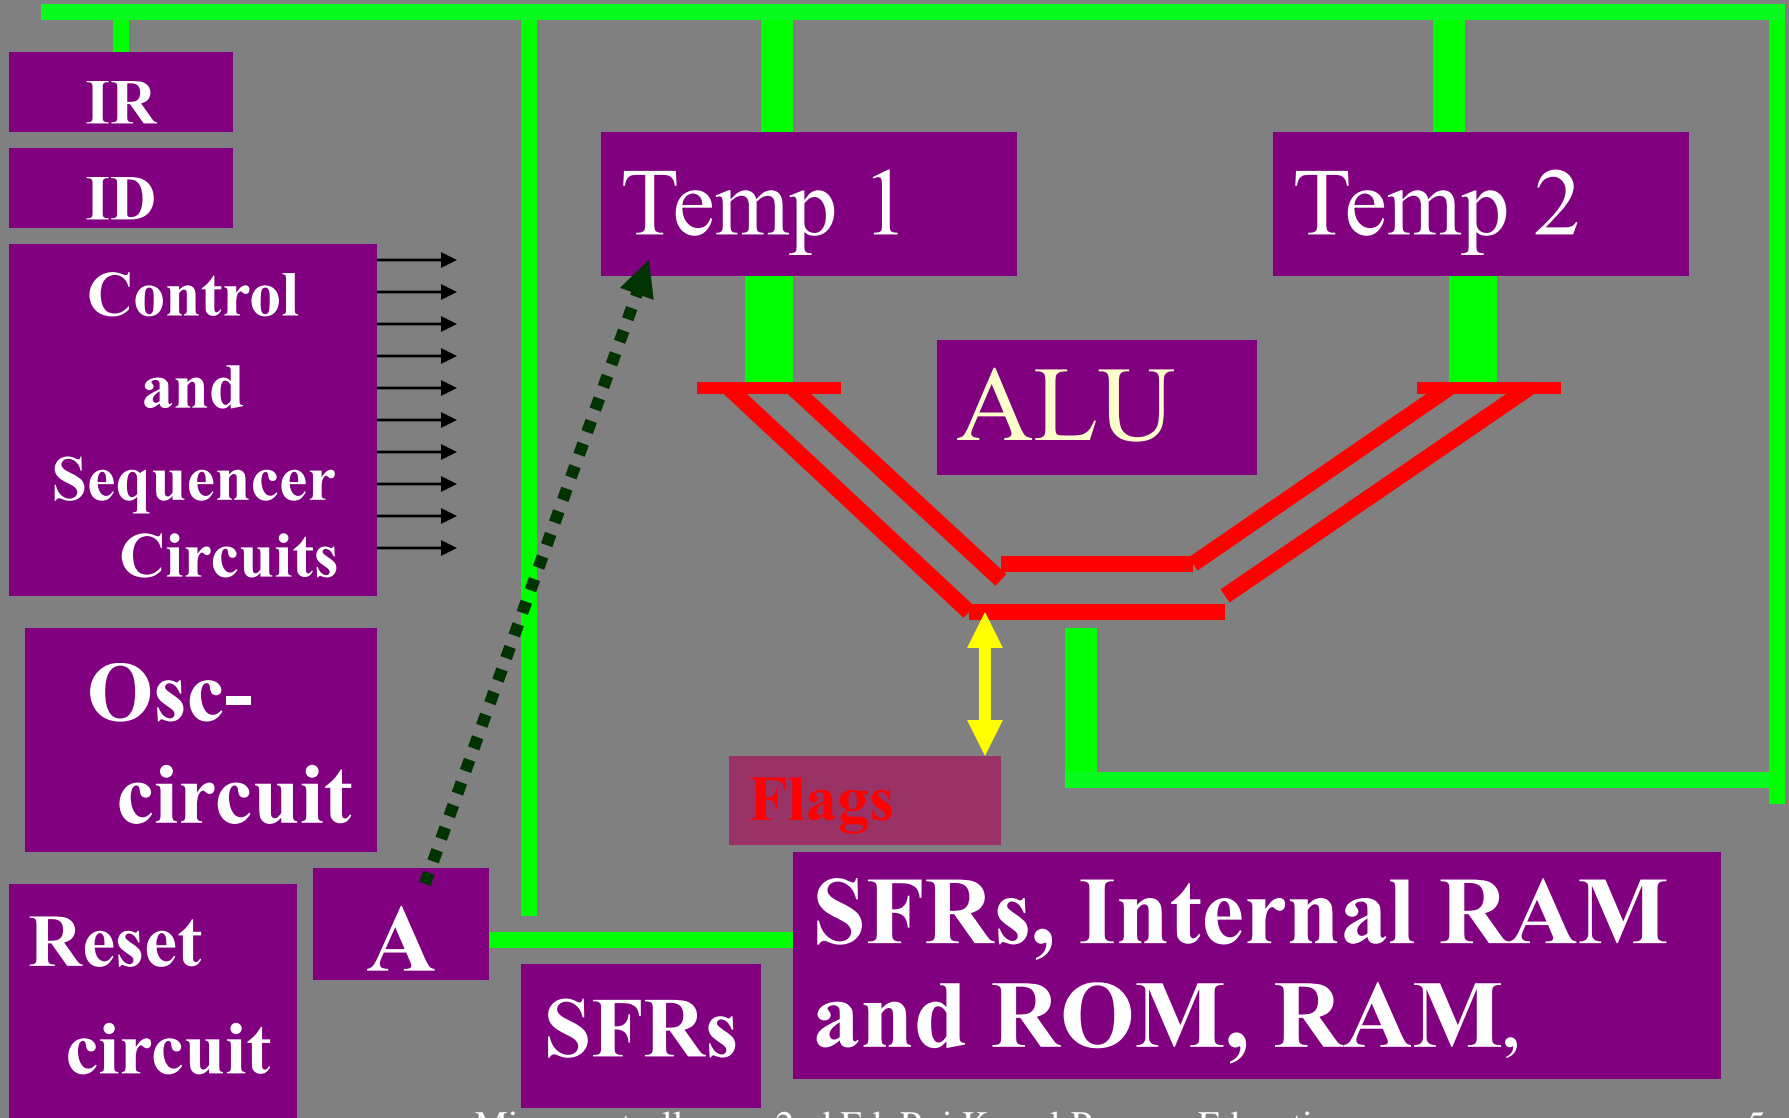 IR
ID
Control
and
Sequencer
Circuits
Osc-
circuit
Reset
circuit
A
SFRs
Temp 1
Temp 2
ALU
Flags
SFRs, Internal RAM
and ROM, RAM,